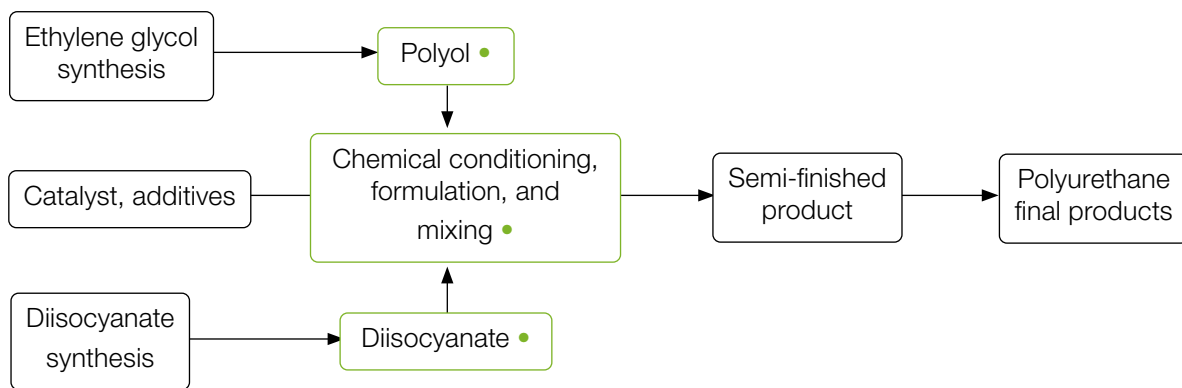 Ethylene glycol
synthesis
Polyol •
Chemical conditioning,
formulation, and
mixing •
Catalyst, additives
Semi-finished
product
Polyurethane
final products
Diisocyanate
synthesis
Diisocyanate •